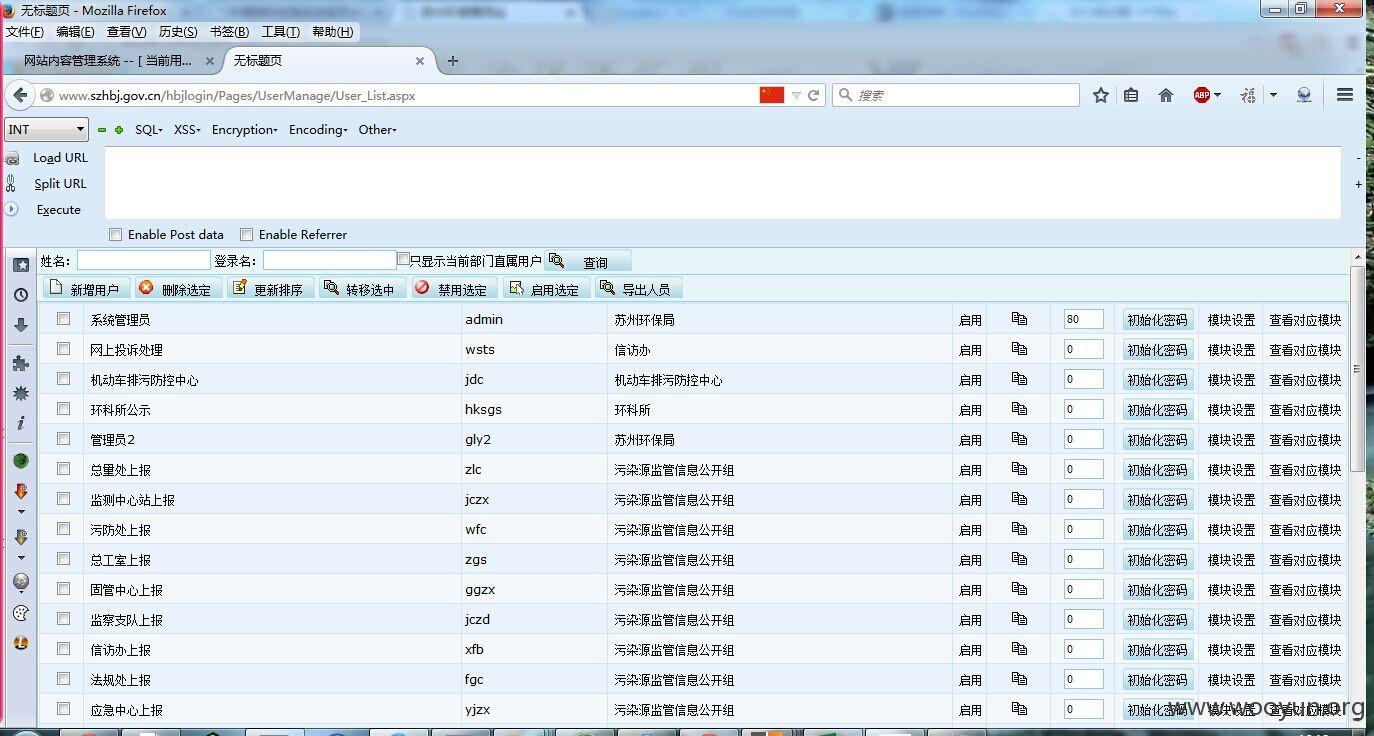 无标题页 - Mozilla Firefox
文件(F) 编辑(E) 查看(V) 历史(S) 书签(B) 工具(T) 帮助(H)
网站内容管理系统 -- [ 当前用... × 无标题页 × +
www.szhbj.gov.cn/hbjlogin/Pages/UserManage/User_List.aspx 搜索 ABP
INT SQL- XSS- Encryption- Encoding- Other-
Load URL
Split URL
Execute
Enable Post data Enable Referrer
姓名: 登录名: 只显示当前部门直属用户 查询
新增用户 删除选定 更新排序 转移选中 禁用选定 启用选定 导出人员
系统管理员 admin 苏州环保局 启用 80 初始化密码 模块设置 查看对应模块
网上投诉处理 wsts 信访办 启用 0 初始化密码 模块设置 查看对应模块
机动车排污防控中心 jdc 机动车排污防控中心 启用 0 初始化密码 模块设置 查看对应模块
环科所公示 hksgs 环科所 启用 0 初始化密码 模块设置 查看对应模块
管理员2 gly2 苏州环保局 启用 0 初始化密码 模块设置 查看对应模块
总量处上报 zlc 污染源监管信息公开组 启用 0 初始化密码 模块设置 查看对应模块
监测中心站上报 jczx 污染源监管信息公开组 启用 0 初始化密码 模块设置 查看对应模块
污防处上报 wfc 污染源监管信息公开组 启用 0 初始化密码 模块设置 查看对应模块
总工室上报 zgs 污染源监管信息公开组 启用 0 初始化密码 模块设置 查看对应模块
固管中心上报 ggzx 污染源监管信息公开组 启用 0 初始化密码 模块设置 查看对应模块
监察支队上报 jczd 污染源监管信息公开组 启用 0 初始化密码 模块设置 查看对应模块
信访办上报 xfb 污染源监管信息公开组 启用 0 初始化密码 模块设置 查看对应模块
法规处上报 fgc 污染源监管信息公开组 启用 0 初始化密码 模块设置 查看对应模块
应急中心上报 yjzx 污染源监管信息公开组 启用 0 初始化密码 模块设置 查看对应模块
www.wooyun.org